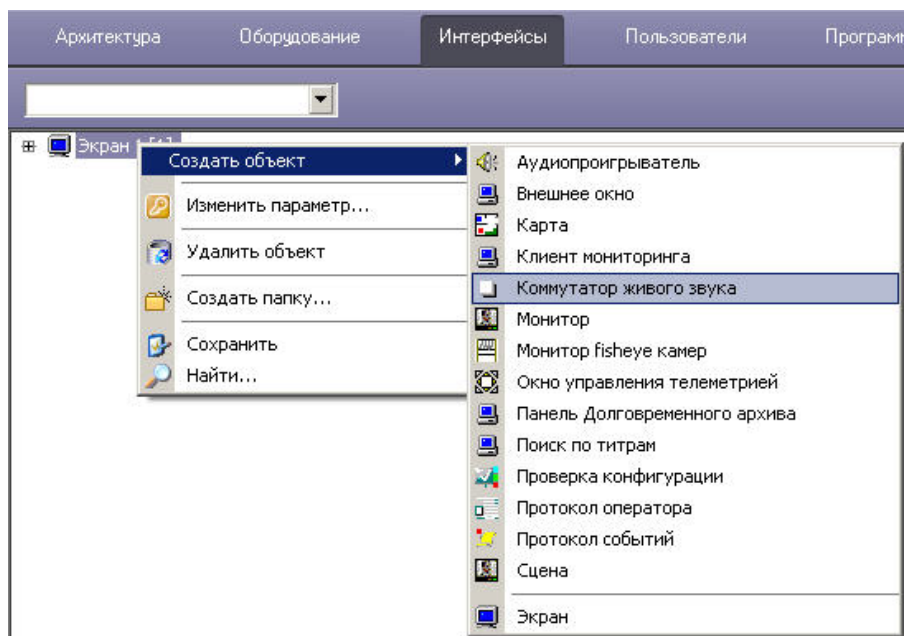 Архитектура Оборудование Интерфейсы Пользователи Програм
Экран
Создать объект
Изменить параметр...
Удалить объект
Создать папку...
Сохранить
Найти...
Аудиопроигрыватель
Внешнее окно
Карта
Клиент мониторинга
Коммутатор живого звука
Монитор
Монитор fisheye камер
Окно управления телеметрией
Панель Долговременного архива
Поиск по титрам
Проверка конфигурации
Протокол оператора
Протокол событий
Сцена
Экран